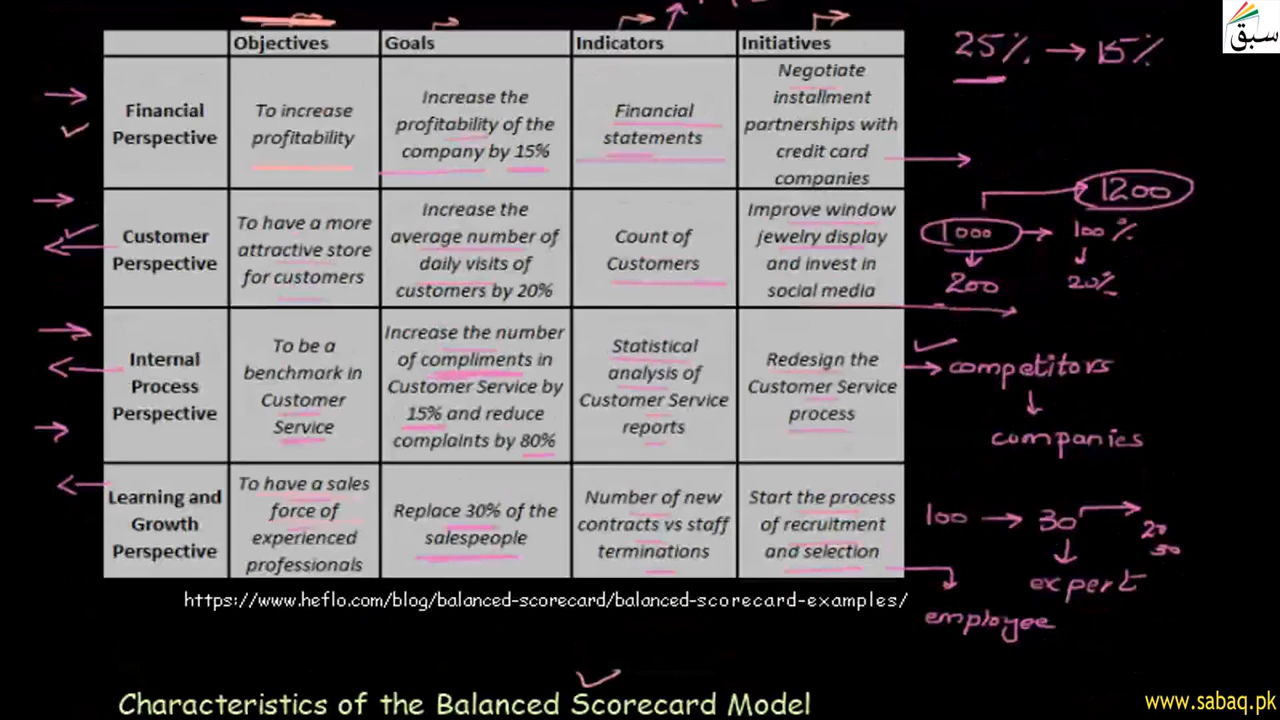 Objectives Goals Indicators Initiatives
25% → 15%
Financial
Perspective
To increase
profitability
Increase the
profitability of the
company by 15%
Financial
statements
Negotiate
installment
partnerships with
credit card
companies
Customer
Perspective
To have a more
attractive store
for customers
Increase the
average number of
daily visits of
customers by 20%
Count of
Customers
Improve window
jewelry display
and invest in
social media
1200
1000 → 100%
200 20%
Internal
Process
Perspective
To be a
benchmark in
Customer
Service
Increase the number
of compliments in
Customer Service by
15% and reduce
complaints by 80%
Statistical
analysis of
Customer Service
reports
Redesign the
Customer Service
process
competitors
companies
Learning and
Growth
Perspective
To have a sales
force of
experienced
professionals
Replace 30% of the
salespeople
Number of new
contracts vs staff
terminations
Start the process
of recruitment
and selection
100 → 30
20
expert
employee
https://www.heflo.com/blog/balanced-scorecard/balanced-scorecard-examples/
Characteristics of the Balanced Scorecard Model
سبق
www.sabaq.pk